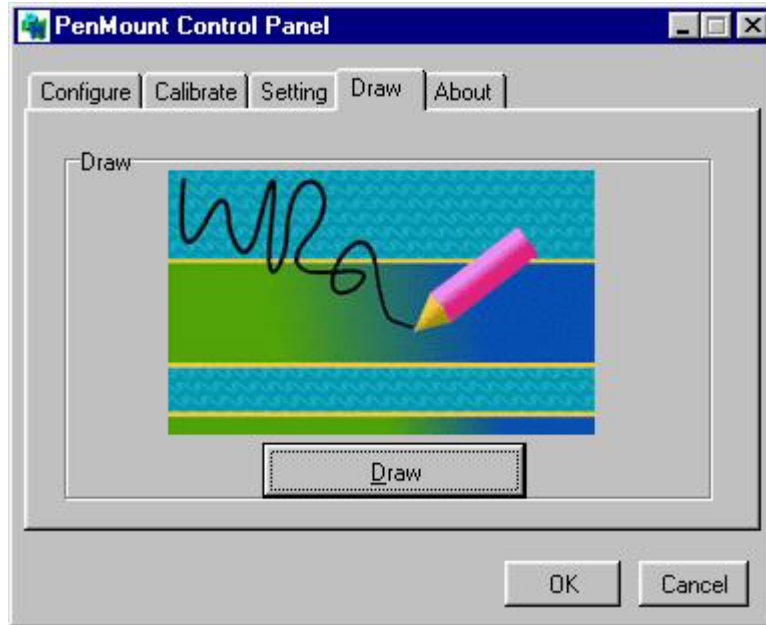 PenMount Control Panel
Configure Calibrate Setting Draw About
Draw
Draw
OK Cancel